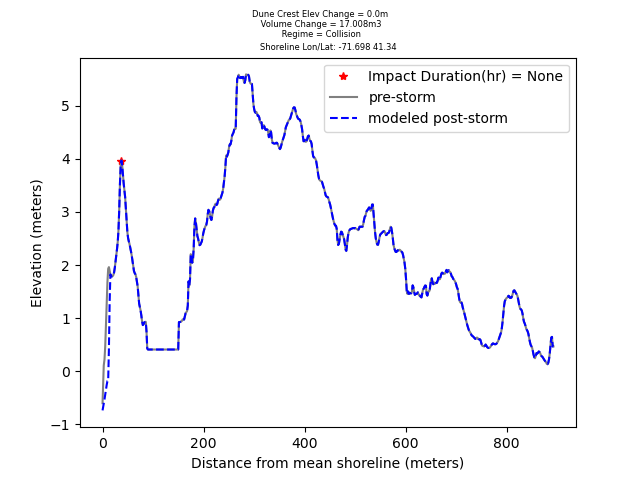 Dune Crest Elev Change = 0.0m
Volume Change = 17.008m3
Regime = Collision
Shoreline Lon/Lat: -71.698 41.34
Impact Duration(hr) = None
pre-storm
modeled post-storm
Elevation (meters)
5
4
3
2
1
0
−1
0 200 400 600 800
Distance from mean shoreline (meters)